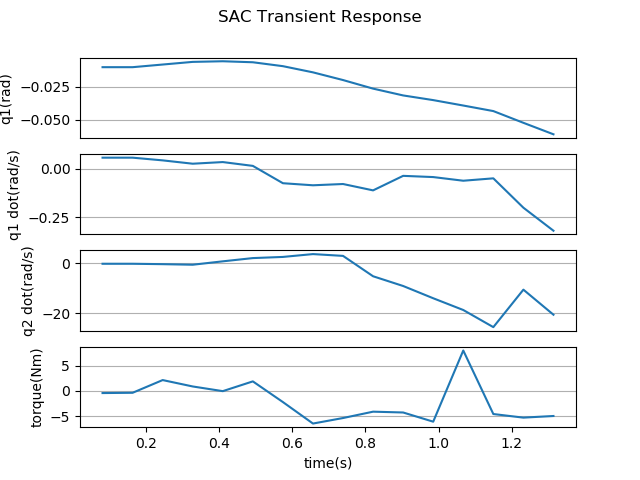 SAC Transient Response
q1(rad)
−0.025
−0.050
q1 dot(rad/s)
0.00
−0.25
q2 dot(rad/s)
0
−20
torque(Nm)
5
0
−5
0.2 0.4 0.6 0.8 1.0 1.2
time(s)